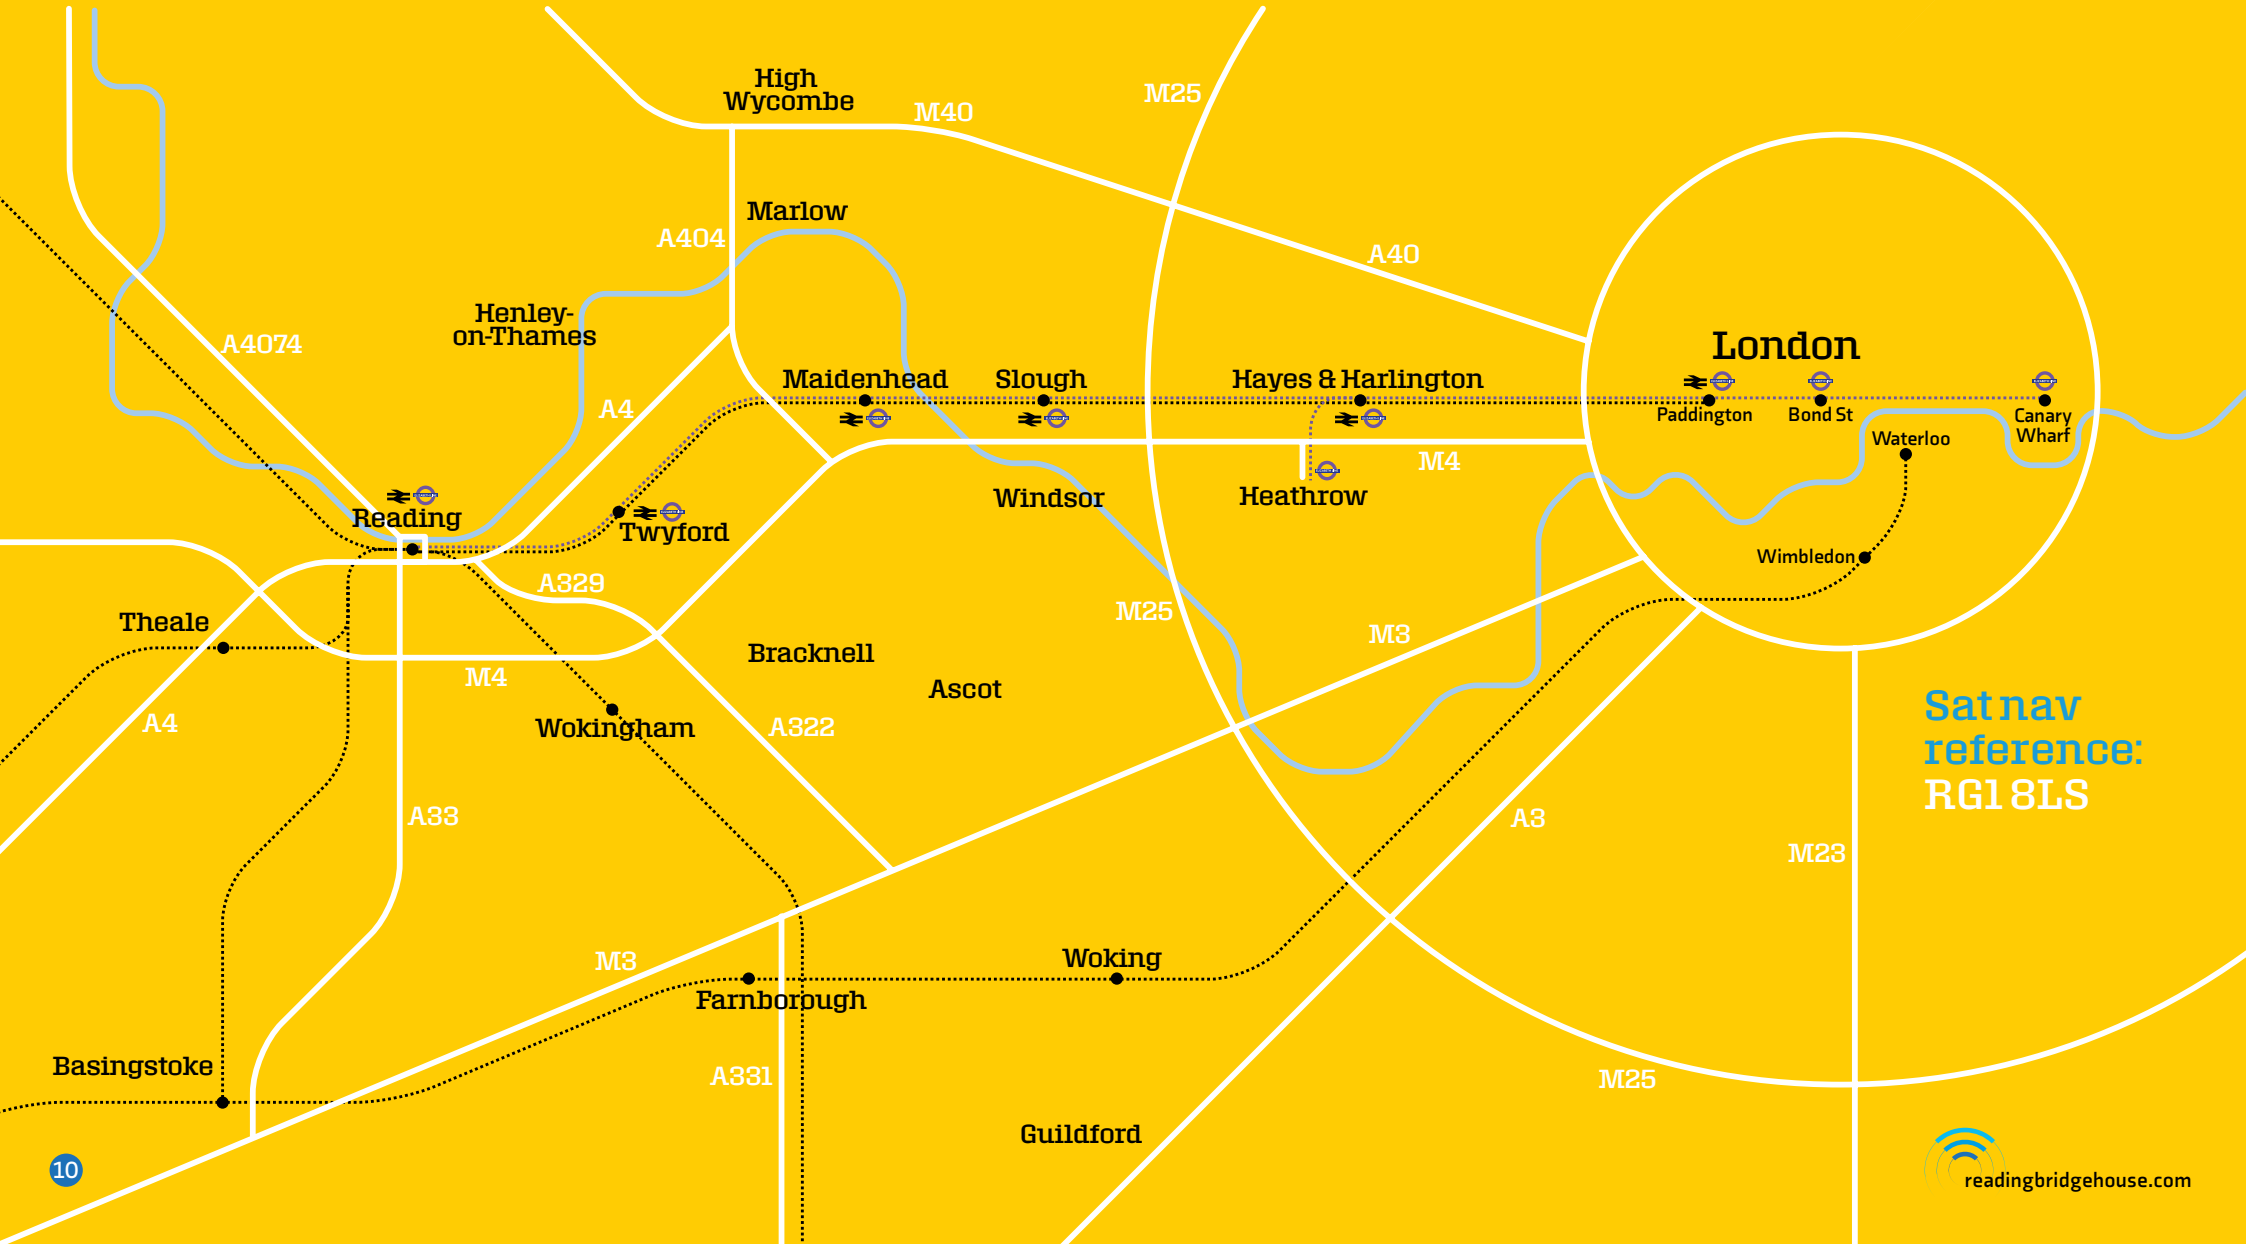 High
Wycombe
M40
M25
Marlow
A404
A40
Henley-
on-Thames
A4074
London
Maidenhead
Slough
Hayes & Harlington
A4
Paddington
Bond St
Canary
Wharf
Waterloo
M4
Windsor
Heathrow
Reading
Twyford
Wimbledon
A329
M25
Theale
M3
Bracknell
M4
Ascot
A4
Wokingham
A322
Sat nav
reference:
RG1 8LS
A33
A3
M23
M3
Woking
Farnborough
Basingstoke
A331
M25
Guildford
10
readingbridgehouse.com